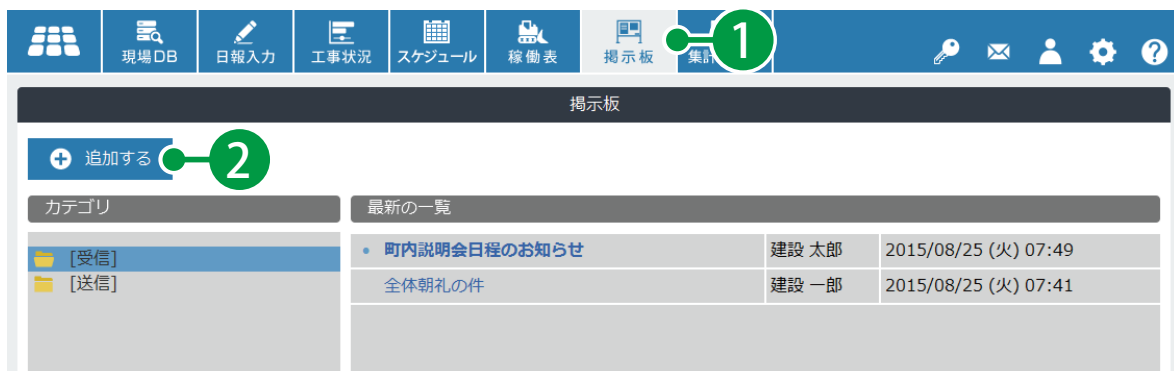 現場DB 日報入力 工事状況 スケジュール 稼働表 掲示板 集計
1
掲示板
追加する
2
カテゴリ 最新の一覧
[受信] • 町内説明会日程のお知らせ 建設 太郎 2015/08/25 (火) 07:49
[送信] 全体朝礼の件 建設 一郎 2015/08/25 (火) 07:41